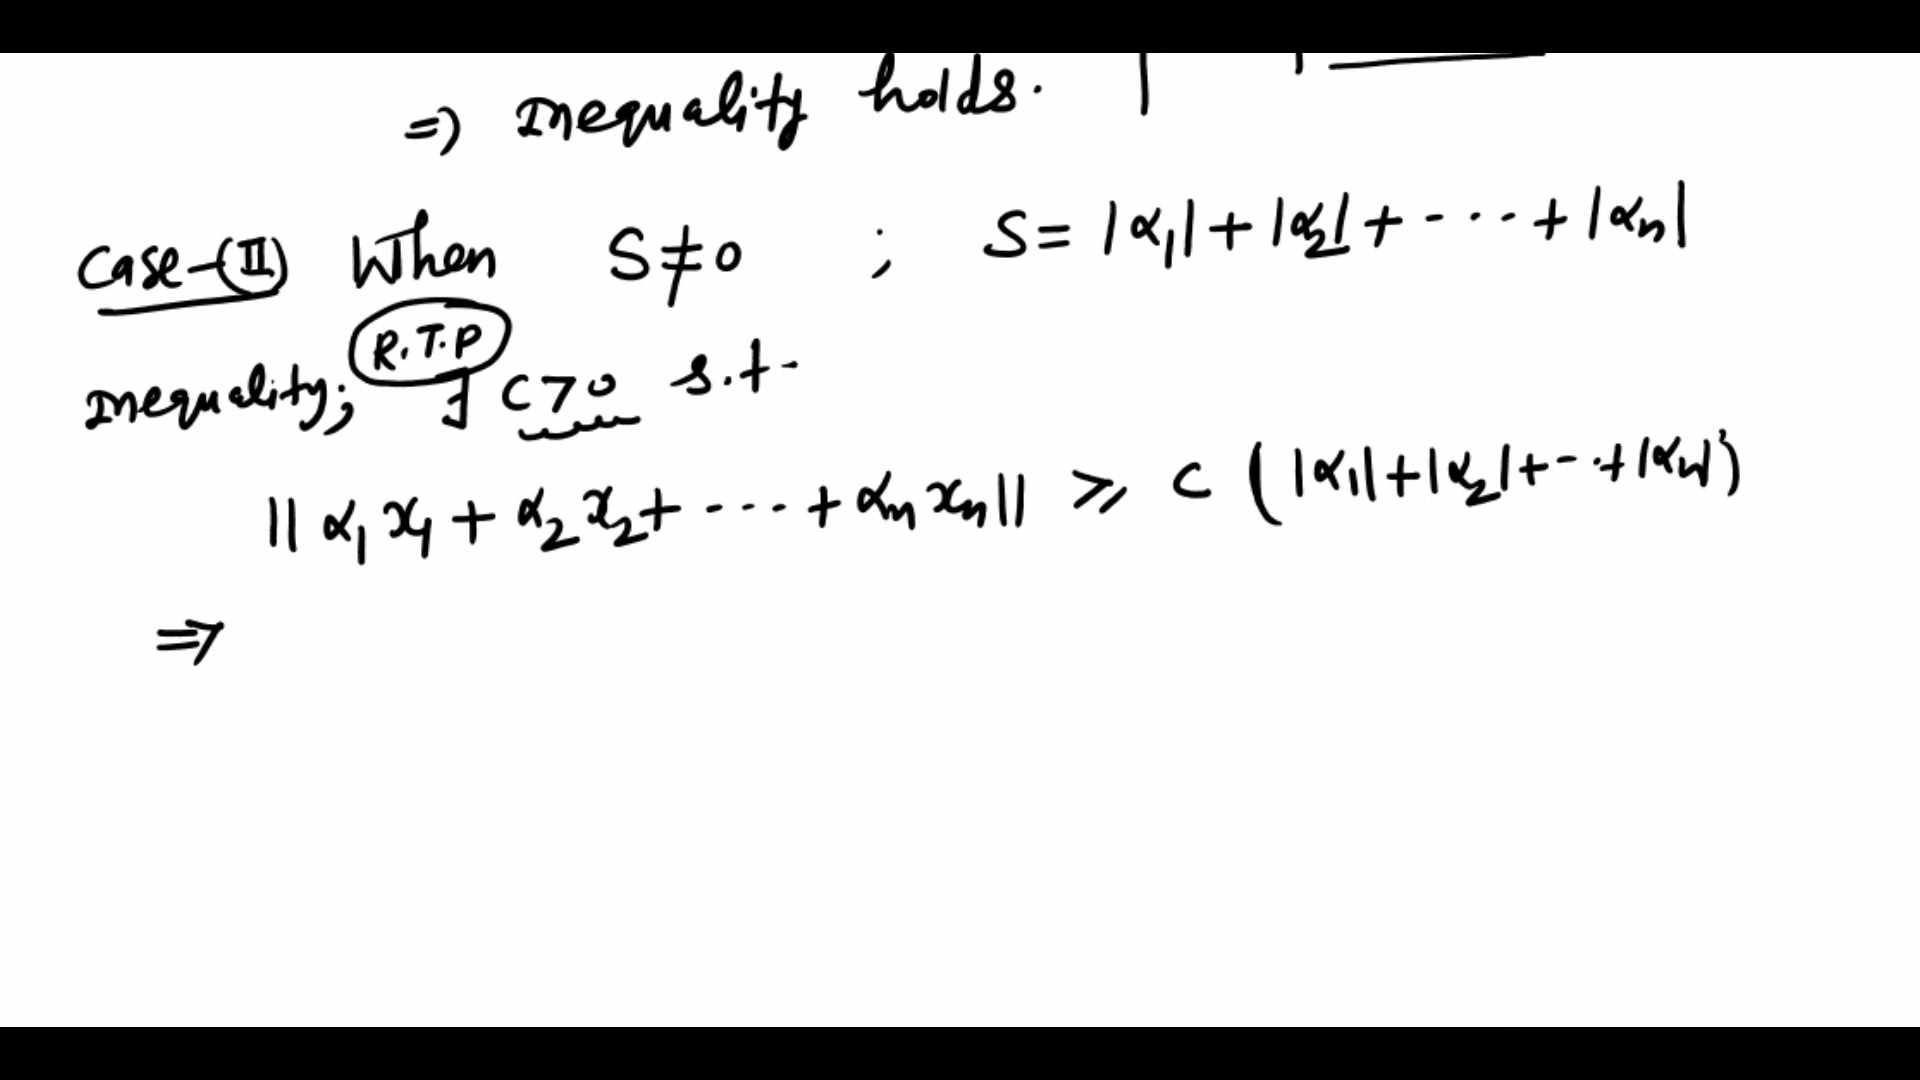 => Inequality holds.
Case-(II) When S≠0 ; S = |α₁| + |α₂| + - - - - + |αₙ|
R.T.P
Inequality; ∃ C>0 s.t.
||α₁x₁ + α₂x₂ + - - - - + αₙxₙ|| ≥ C (|α₁|+|α₂|+ - - - +|αₙ|)
=>